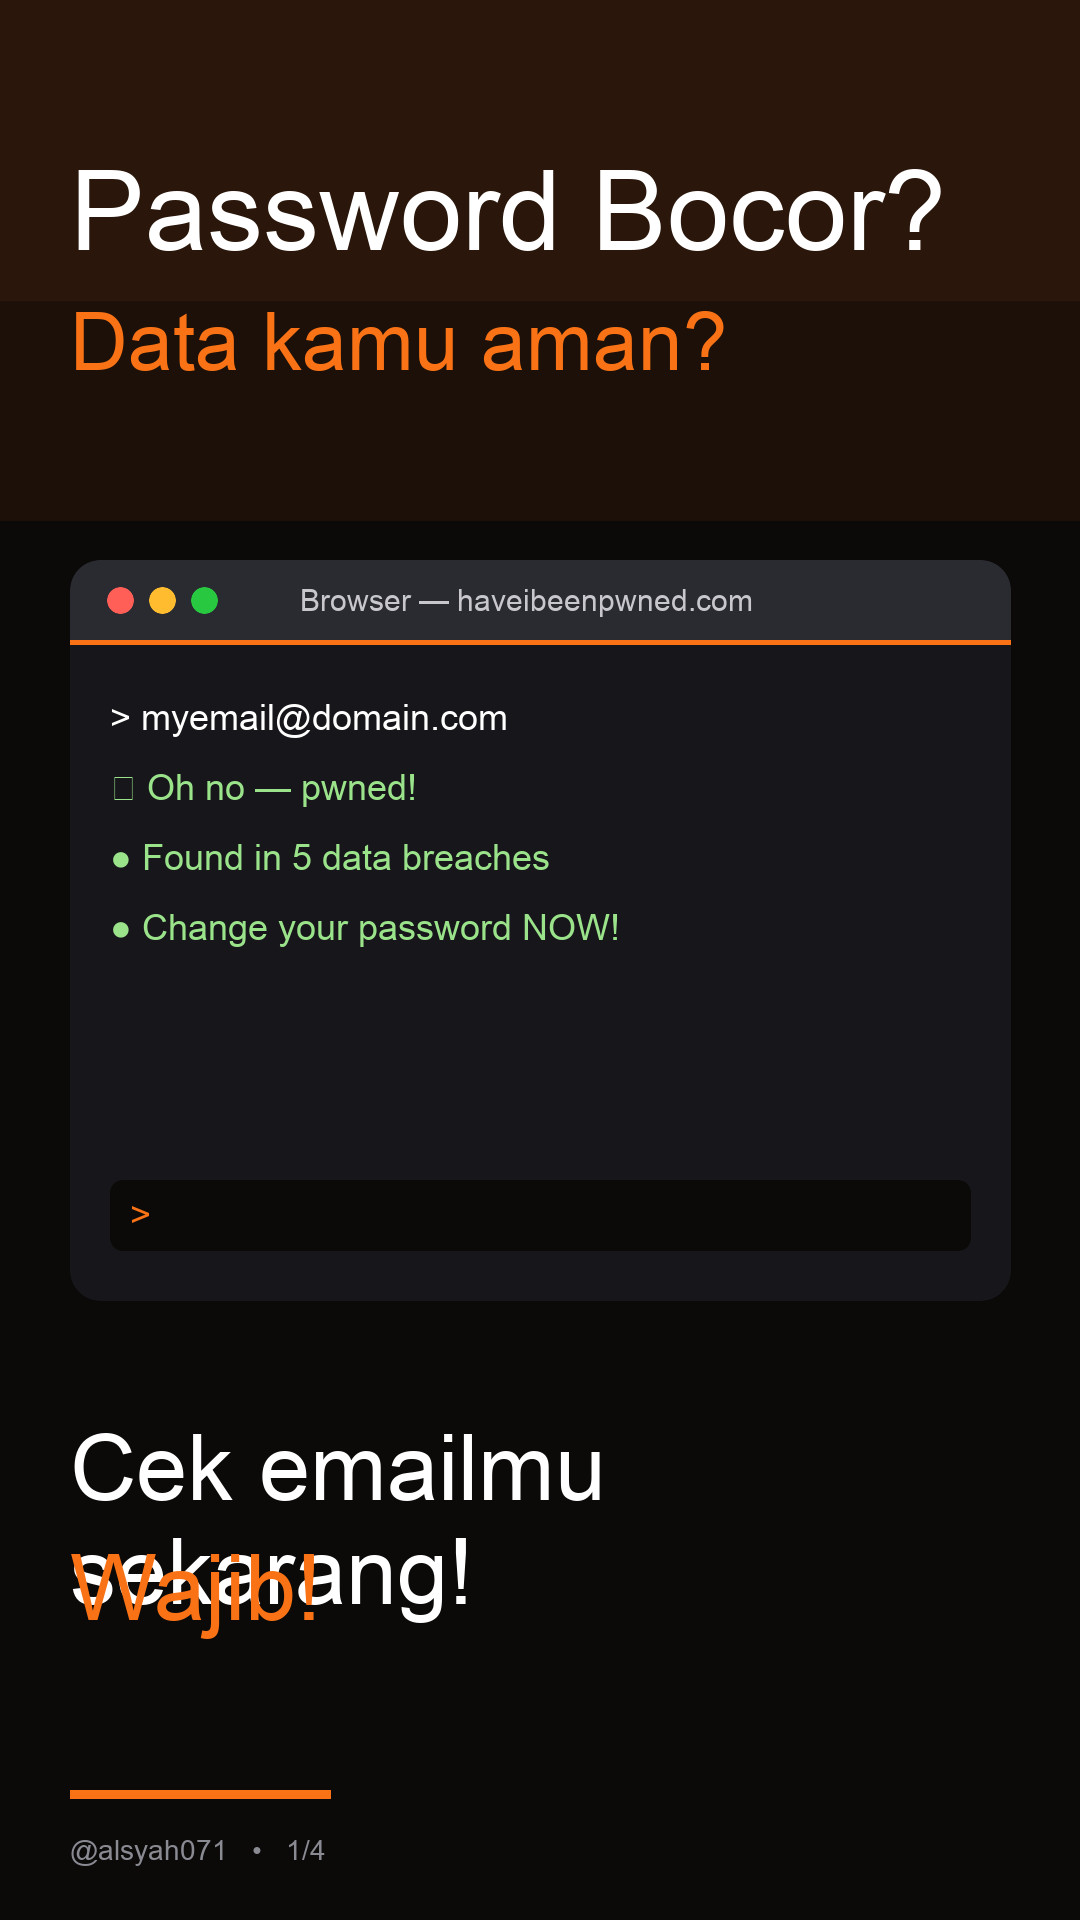 Password Bocor?
Data kamu aman?
Browser — haveibeenpwned.com
> myemail@domain.com
□ Oh no — pwned!
● Found in 5 data breaches
● Change your password NOW!
>
Cek emailmu
sekarang!
Wajib!
@alsyah071 • 1/4